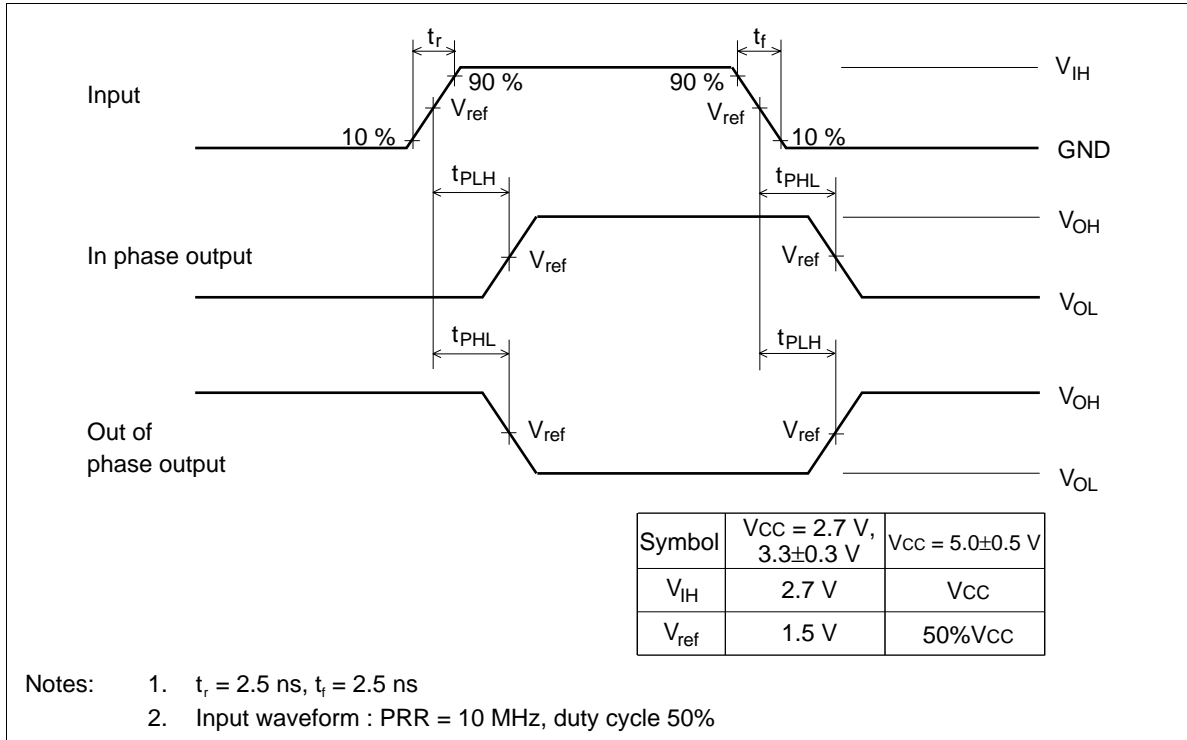 tr
tf
Input
90 %
90 %
VIH
Vref
Vref
10 %
10 %
GND
tPLH
tPHL
VOH
In phase output
Vref
Vref
VOL
tPHL
tPLH
VOH
Out of
phase output
Vref
Vref
VOL
Symbol
VCC = 2.7 V,
3.3±0.3 V
VCC = 5.0±0.5 V
VIH
2.7 V
VCC
Vref
1.5 V
50%VCC
Notes: 1. tr = 2.5 ns, tf = 2.5 ns
2. Input waveform : PRR = 10 MHz, duty cycle 50%